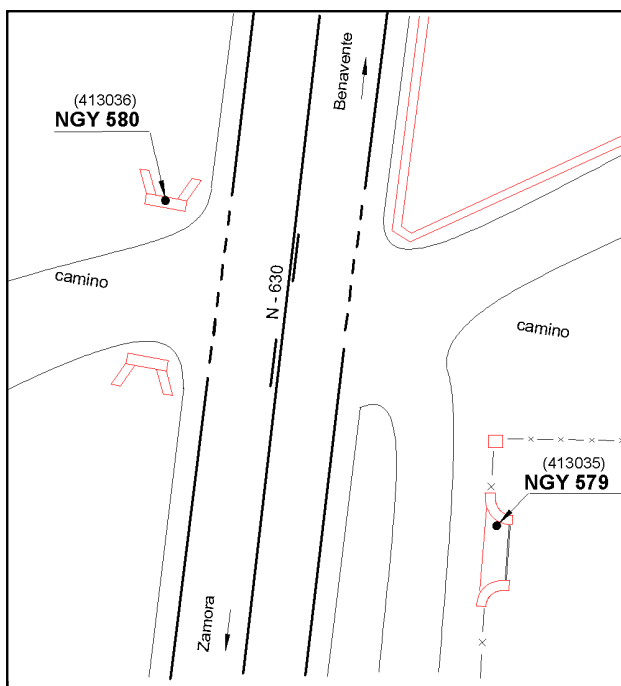 Benavente
(413036)
NGY 580
camino
N - 630
camino
(413035)
NGY 579
Zamora